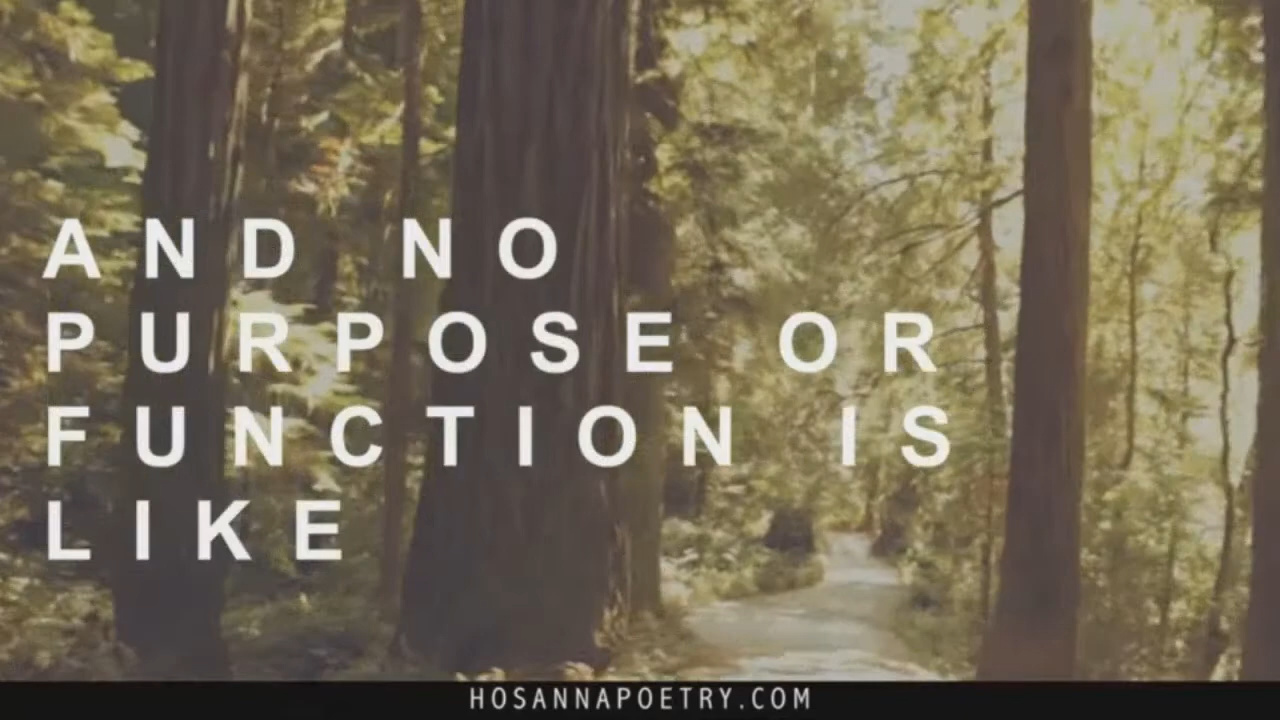 AND NO
PURPOSE OR
FUNCTION IS
LIKE
HOSANNAPOETRY.COM